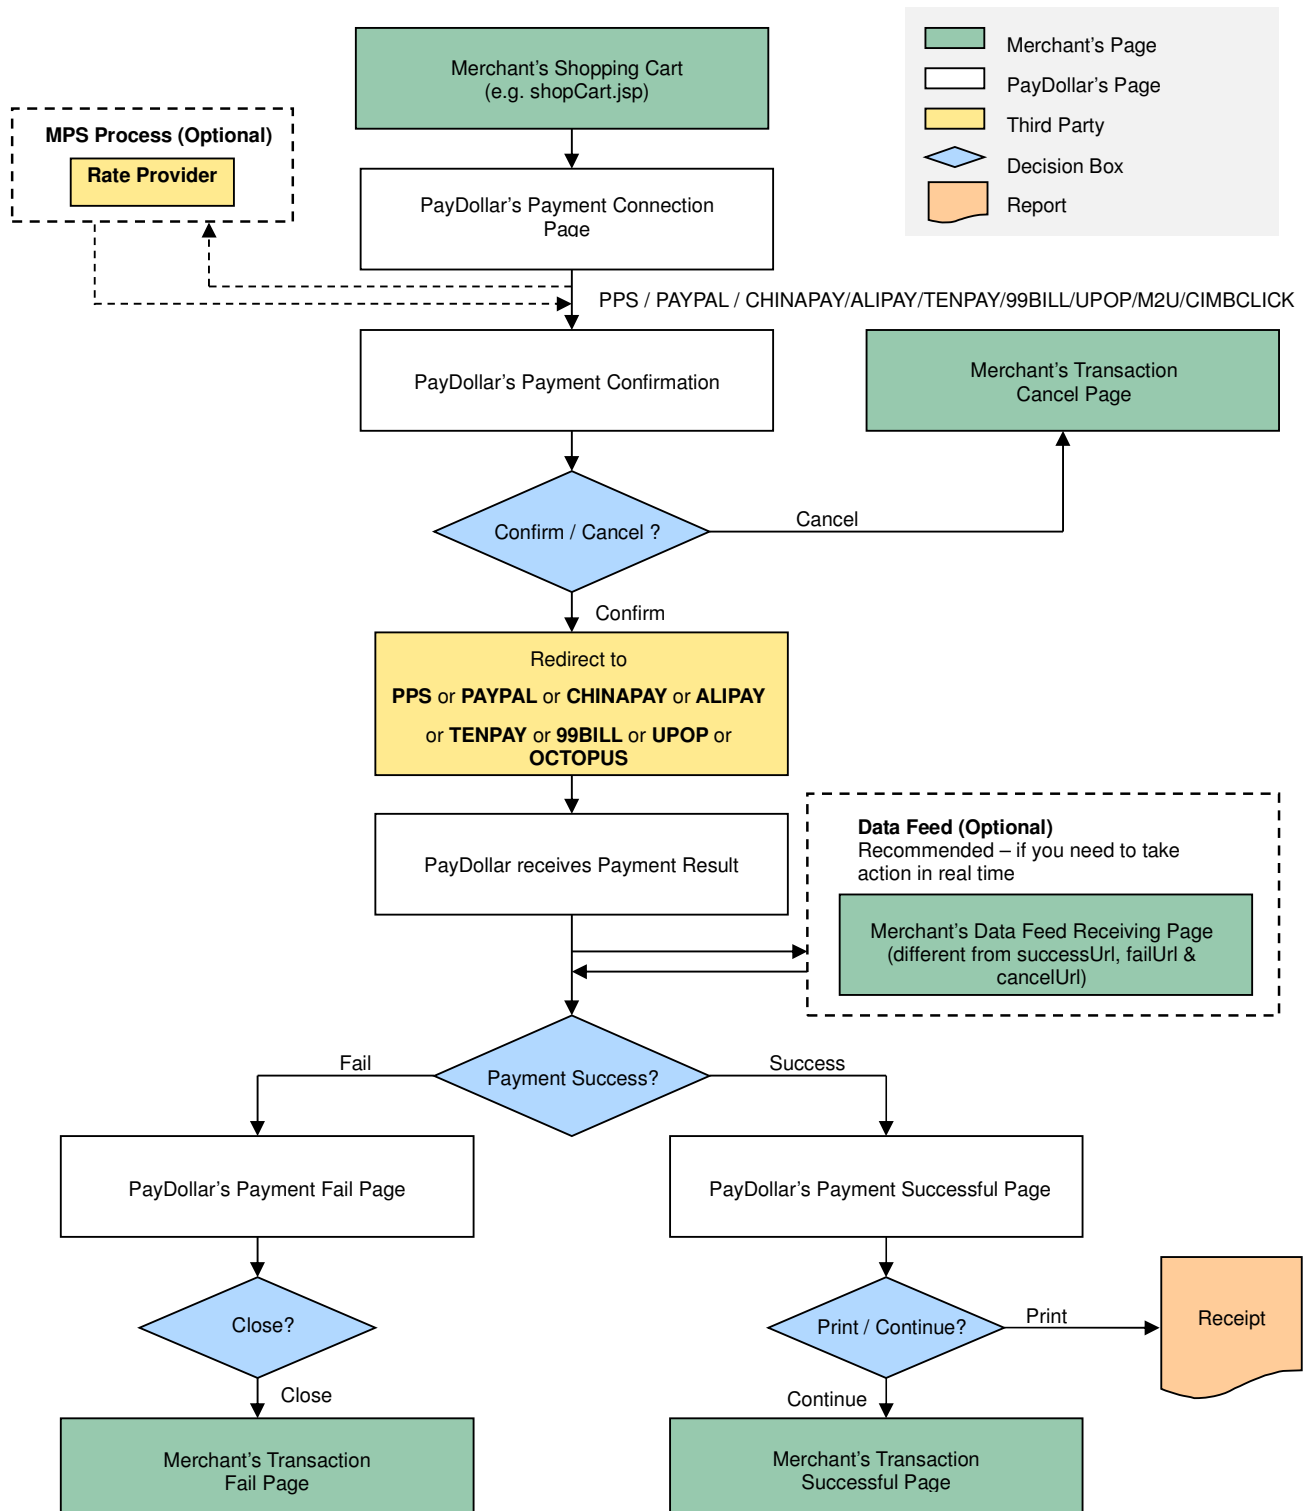 Merchant's Shopping Cart
(e.g. shopCart.jsp)
Merchant's Page
PayDollar's Page
Third Party
Decision Box
Report
MPS Process (Optional)
Rate Provider
PayDollar's Payment Connection
Page
PPS / PAYPAL / CHINAPAY/ALIPAY/TENPAY/99BILL/UPOP/M2U/CIMBCLICK
PayDollar's Payment Confirmation
Merchant's Transaction
Cancel Page
Confirm / Cancel ?
Cancel
Confirm
Redirect to
PPS or PAYPAL or CHINAPAY or ALIPAY
or TENPAY or 99BILL or UPOP or
OCTOPUS
PayDollar receives Payment Result
Data Feed (Optional)
Recommended – if you need to take
action in real time
Merchant's Data Feed Receiving Page
(different from successUrl, failUrl &
cancelUrl)
Fail
Payment Success?
Success
PayDollar's Payment Fail Page
PayDollar's Payment Successful Page
Close?
Print / Continue?
Print
Receipt
Close
Continue
Merchant's Transaction
Fail Page
Merchant's Transaction
Successful Page